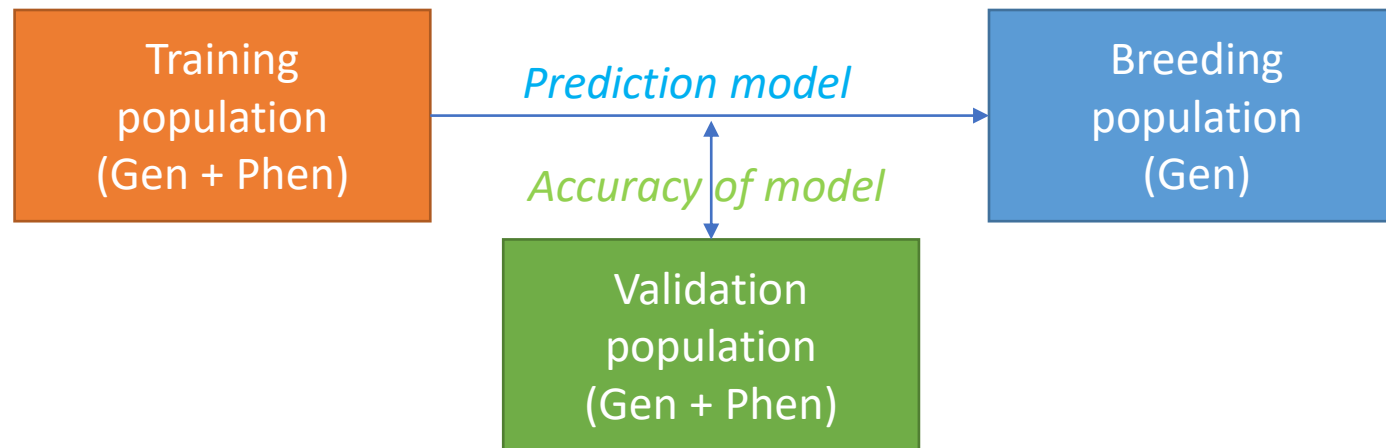 Training
population
(Gen + Phen)
Prediction model
Accuracy of model
Breeding
population
(Gen)
Validation
population
(Gen + Phen)